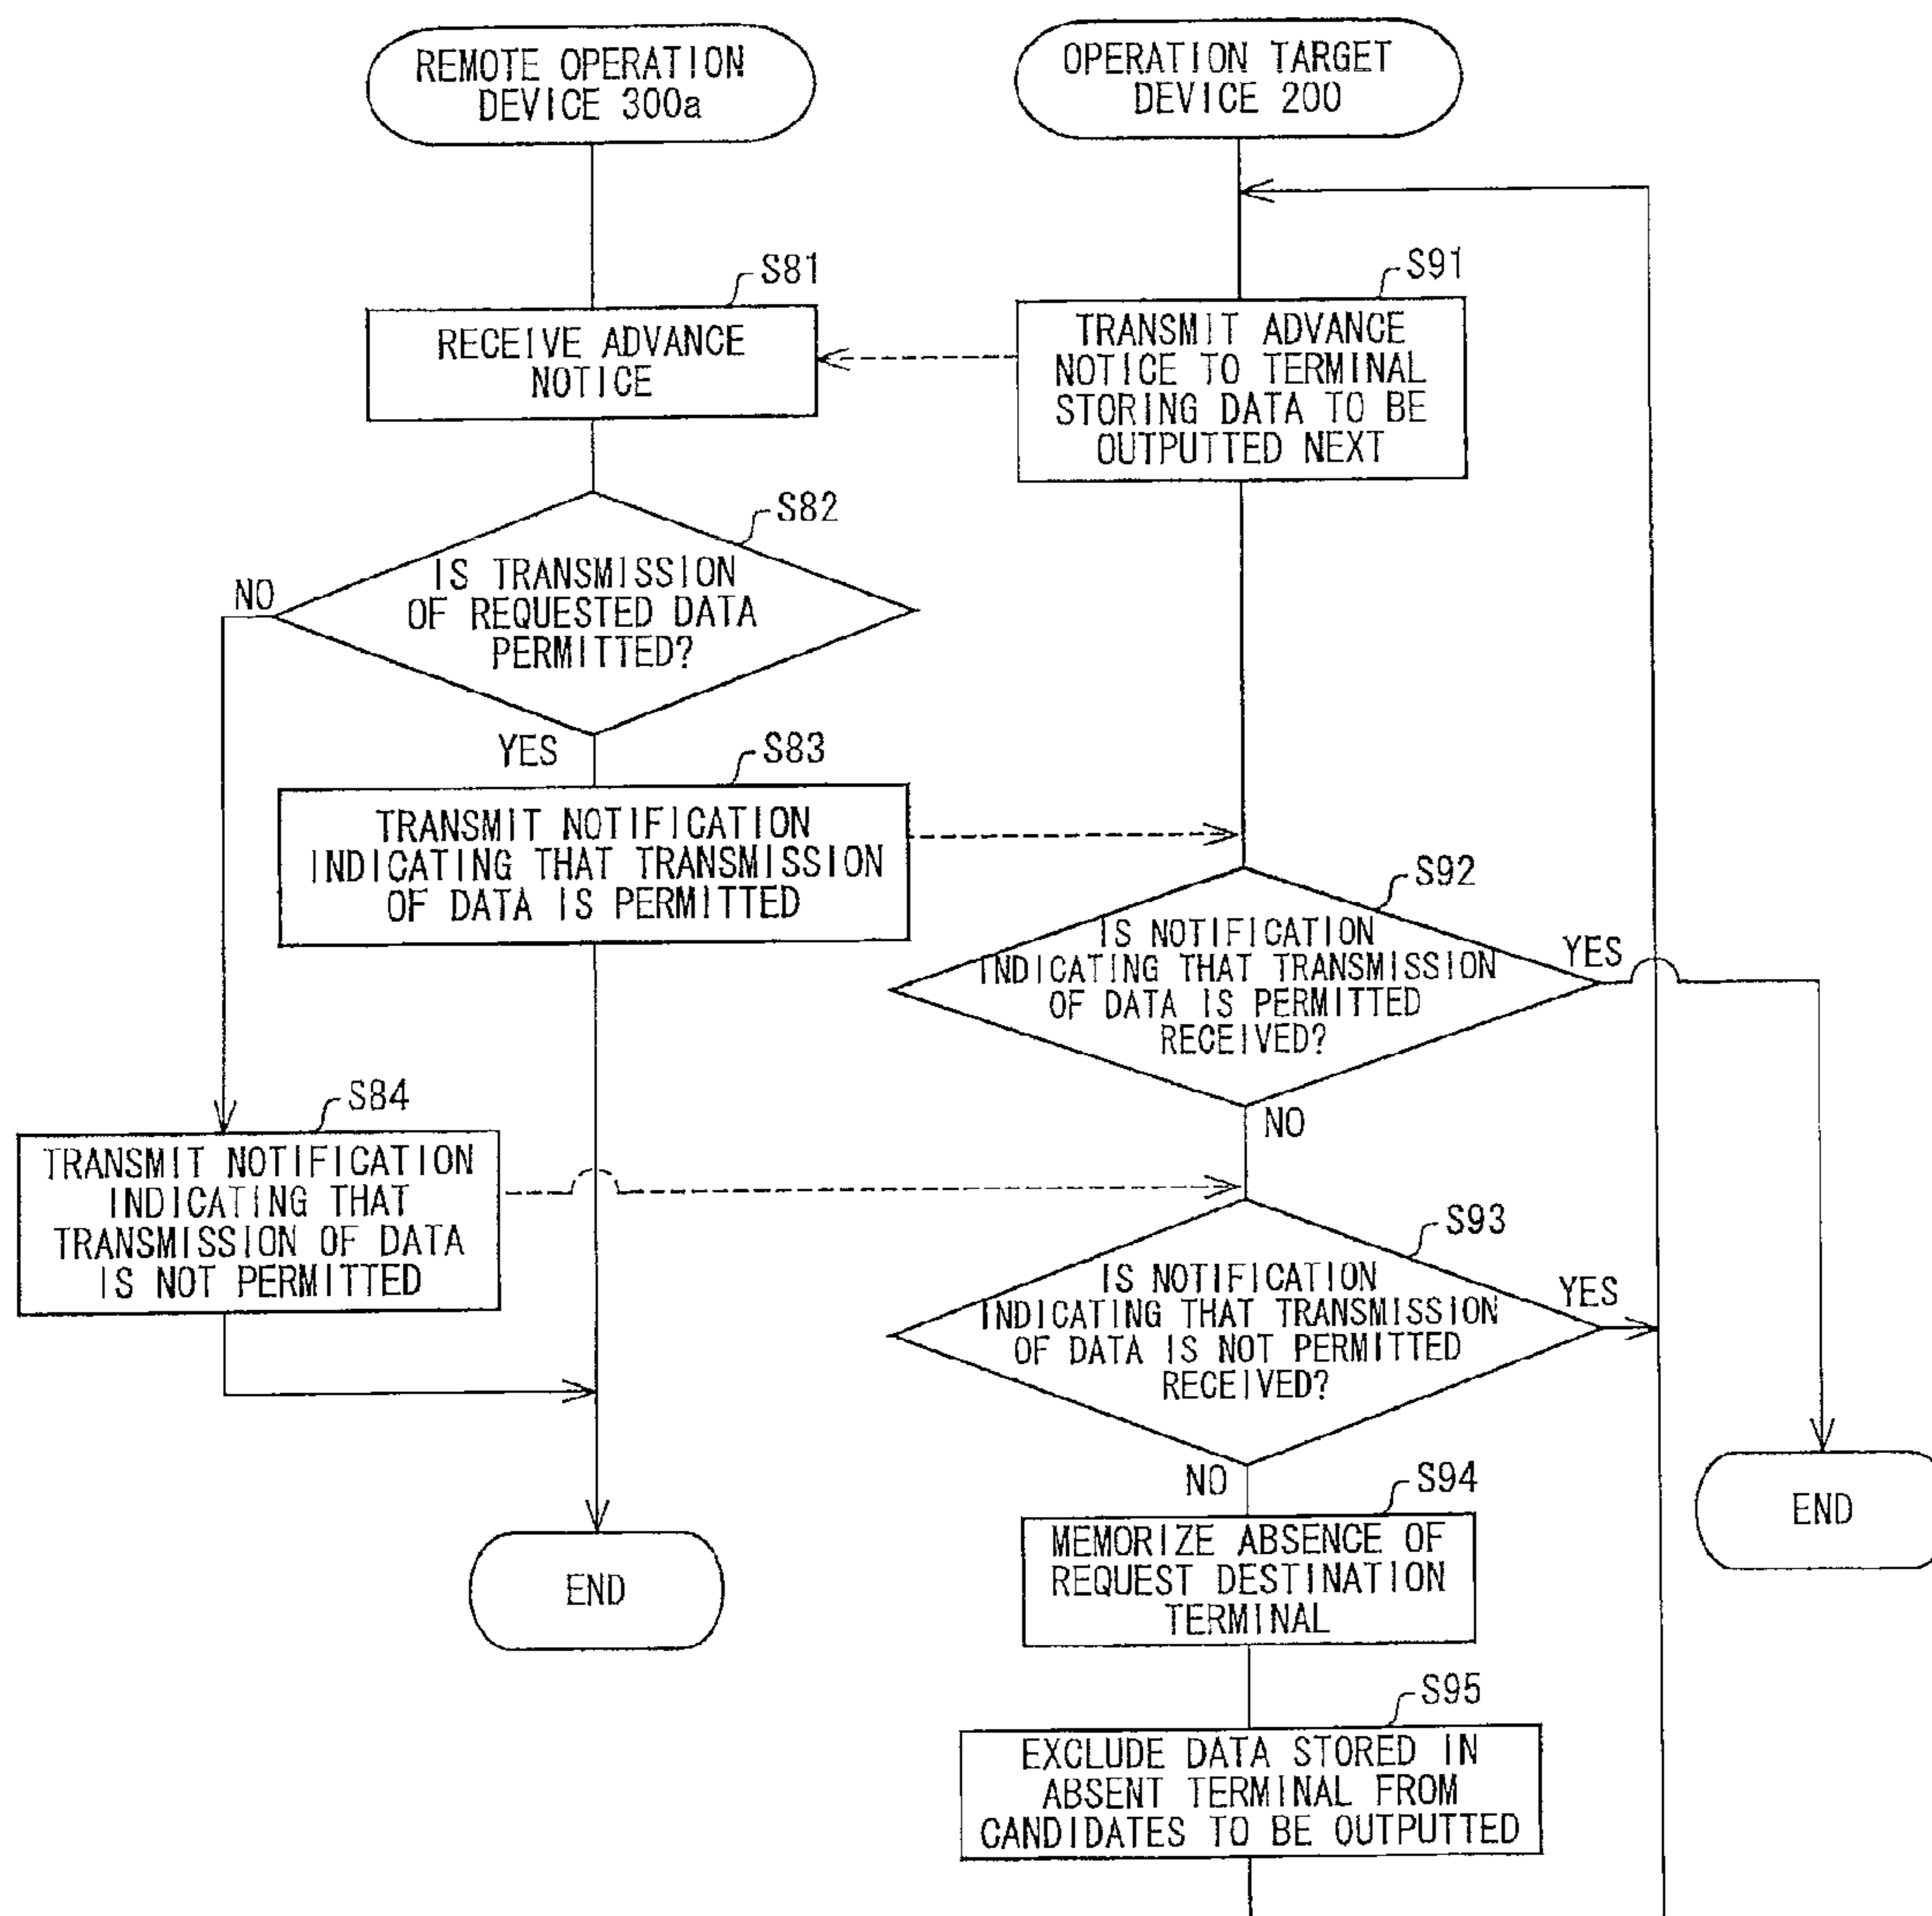 REMOTE OPERATION
DEVICE 300a
OPERATION TARGET
DEVICE 200
S81
RECEIVE ADVANCE
NOTICE
S91
TRANSMIT ADVANCE
NOTICE TO TERMINAL
STORING DATA TO BE
OUTPUTTED NEXT
S82
IS TRANSMISSION
OF REQUESTED DATA
PERMITTED?
NO
YES
S83
TRANSMIT NOTIFICATION
INDICATING THAT TRANSMISSION
OF DATA IS PERMITTED
S92
IS NOTIFICATION
INDICATING THAT TRANSMISSION
OF DATA IS PERMITTED
RECEIVED?
YES
NO
S84
TRANSMIT NOTIFICATION
INDICATING THAT
TRANSMISSION OF DATA
IS NOT PERMITTED
S93
IS NOTIFICATION
INDICATING THAT TRANSMISSION
OF DATA IS NOT PERMITTED
RECEIVED?
YES
NO
S94
MEMORIZE ABSENCE OF
REQUEST DESTINATION
TERMINAL
END
END
S95
EXCLUDE DATA STORED IN
ABSENT TERMINAL FROM
CANDIDATES TO BE OUTPUTTED